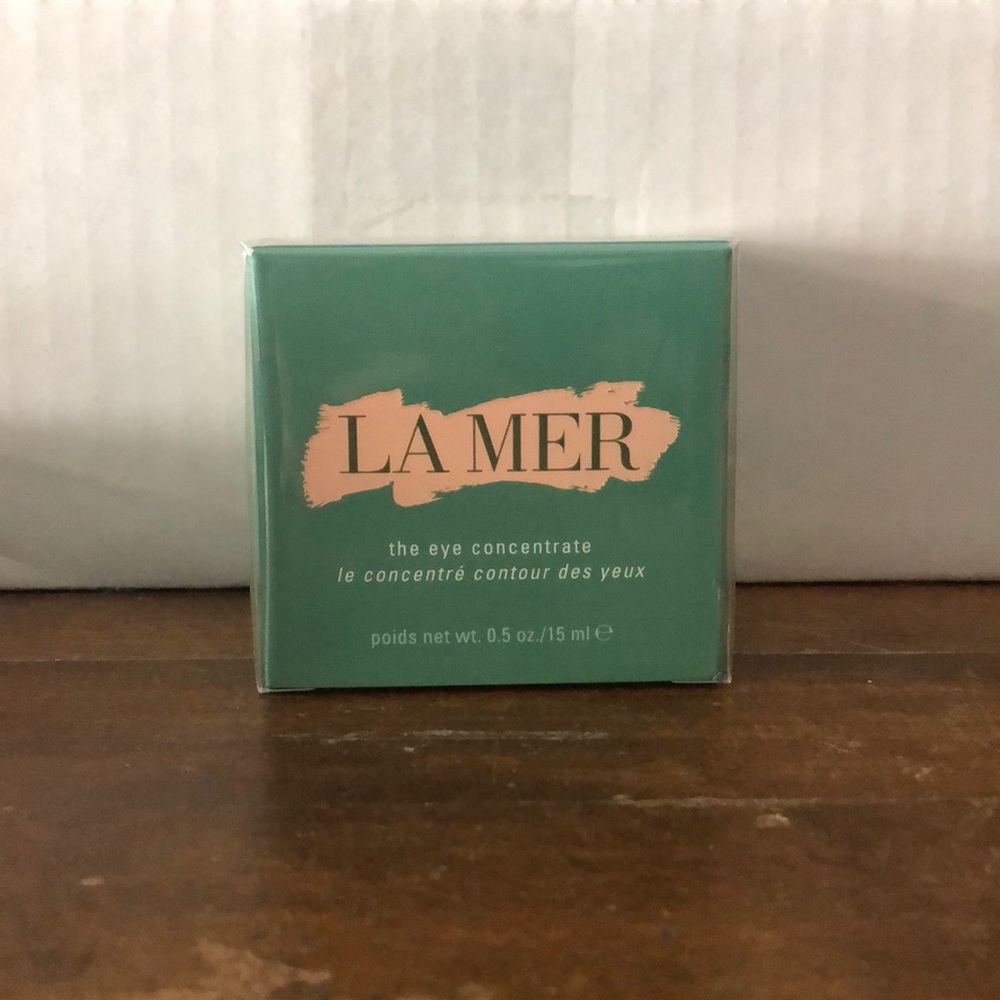 LA MER
the eye concentrate
le concentré contour des yeux
poids net wt. 0.5 oz./15 ml ℮